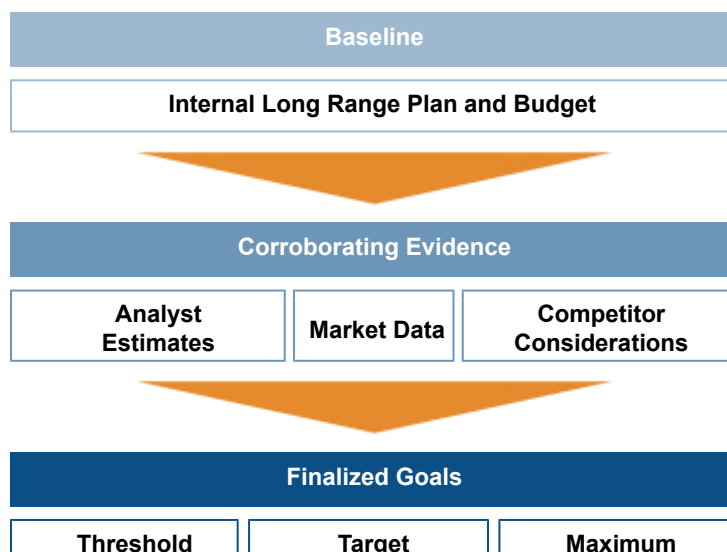 Baseline
Internal Long Range Plan and Budget
Corroborating Evidence
Analyst
Estimates
Market Data
Competitor
Considerations
Finalized Goals
Threshold
Target
Maximum